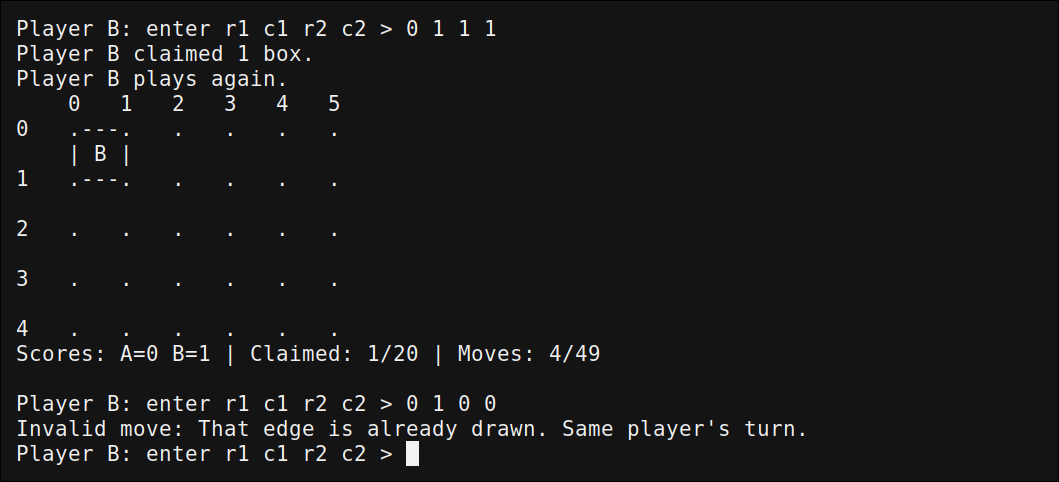 Player B: enter r1 c1 r2 c2 > 0 1 1 1
Player B claimed 1 box.
Player B plays again.
    0   1   2   3   4   5
0   .---.   .   .   .   .
    | B |
1   .---.   .   .   .   .
2   .   .   .   .   .   .
3   .   .   .   .   .   .
4   .   .   .   .   .   .
Scores: A=0 B=1 | Claimed: 1/20 | Moves: 4/49
Player B: enter r1 c1 r2 c2 > 0 1 0 0
Invalid move: That edge is already drawn. Same player's turn.
Player B: enter r1 c1 r2 c2 >